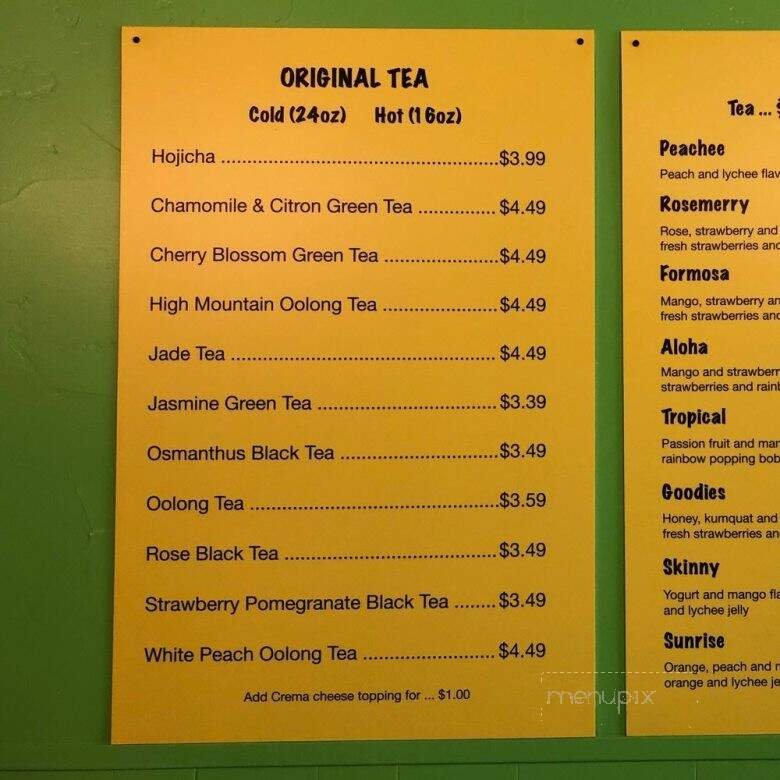 ORIGINAL TEA
Cold (24oz) Hot (16oz)
Hojicha ..........................................$3.99
Chamomile & Citron Green Tea ............ $4.49
Cherry Blossom Green Tea ..................$4.49
High Mountain Oolong Tea ..................$4.49
Jade Tea .......................................... $4.49
Jasmine Green Tea ............................$3.39
Osmanthus Black Tea .........................$3.49
Oolong Tea .......................................$3.59
Rose Black Tea ..................................$3.49
Strawberry Pomegranate Black Tea ........$3.49
White Peach Oolong Tea ..................... $4.49
Add Crema cheese topping for ... $1.00
Tea ... $
Peachee
Peach and lychee flav
Rosemerry
Rose, strawberry and
fresh strawberries and
Formosa
Mango, strawberry an
fresh strawberries and
Aloha
Mango and strawberr
strawberries and rainb
Tropical
Passion fruit and man
rainbow popping bob
Goodies
Honey, kumquat and
fresh strawberries an
Skinny
Yogurt and mango fla
and lychee jelly
Sunrise
Orange, peach and m
orange and lychee je
menupix